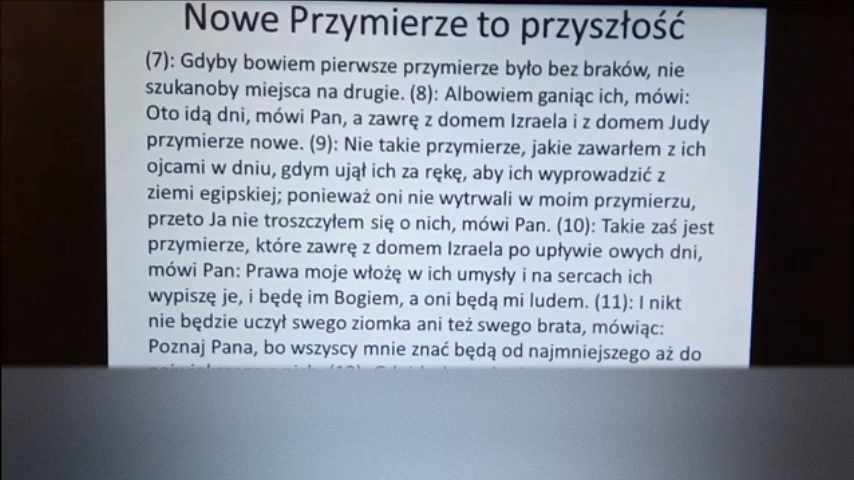 Nowe Przymierze to przyszłość
(7): Gdyby bowiem pierwsze przymierze było bez braków, nie
szukanoby miejsca na drugie. (8): Albowiem ganiąc ich, mówi:
Oto idą dni, mówi Pan, a zawrę z domem Izraela i z domem Judy
przymierze nowe. (9): Nie takie przymierze, jakie zawarłem z ich
ojcami w dniu, gdym ujął ich za rękę, aby ich wyprowadzić z
ziemi egipskiej; ponieważ oni nie wytrwali w moim przymierzu,
przeto Ja nie troszczyłem się o nich, mówi Pan. (10): Takie zaś jest
przymierze, które zawrę z domem Izraela po upływie owych dni,
mówi Pan: Prawa moje włożę w ich umysły i na sercach ich
wypiszę je, i będę im Bogiem, a oni będą mi ludem. (11): I nikt
nie będzie uczył swego ziomka ani też swego brata, mówiąc:
Poznaj Pana, bo wszyscy mnie znać będą od najmniejszego aż do